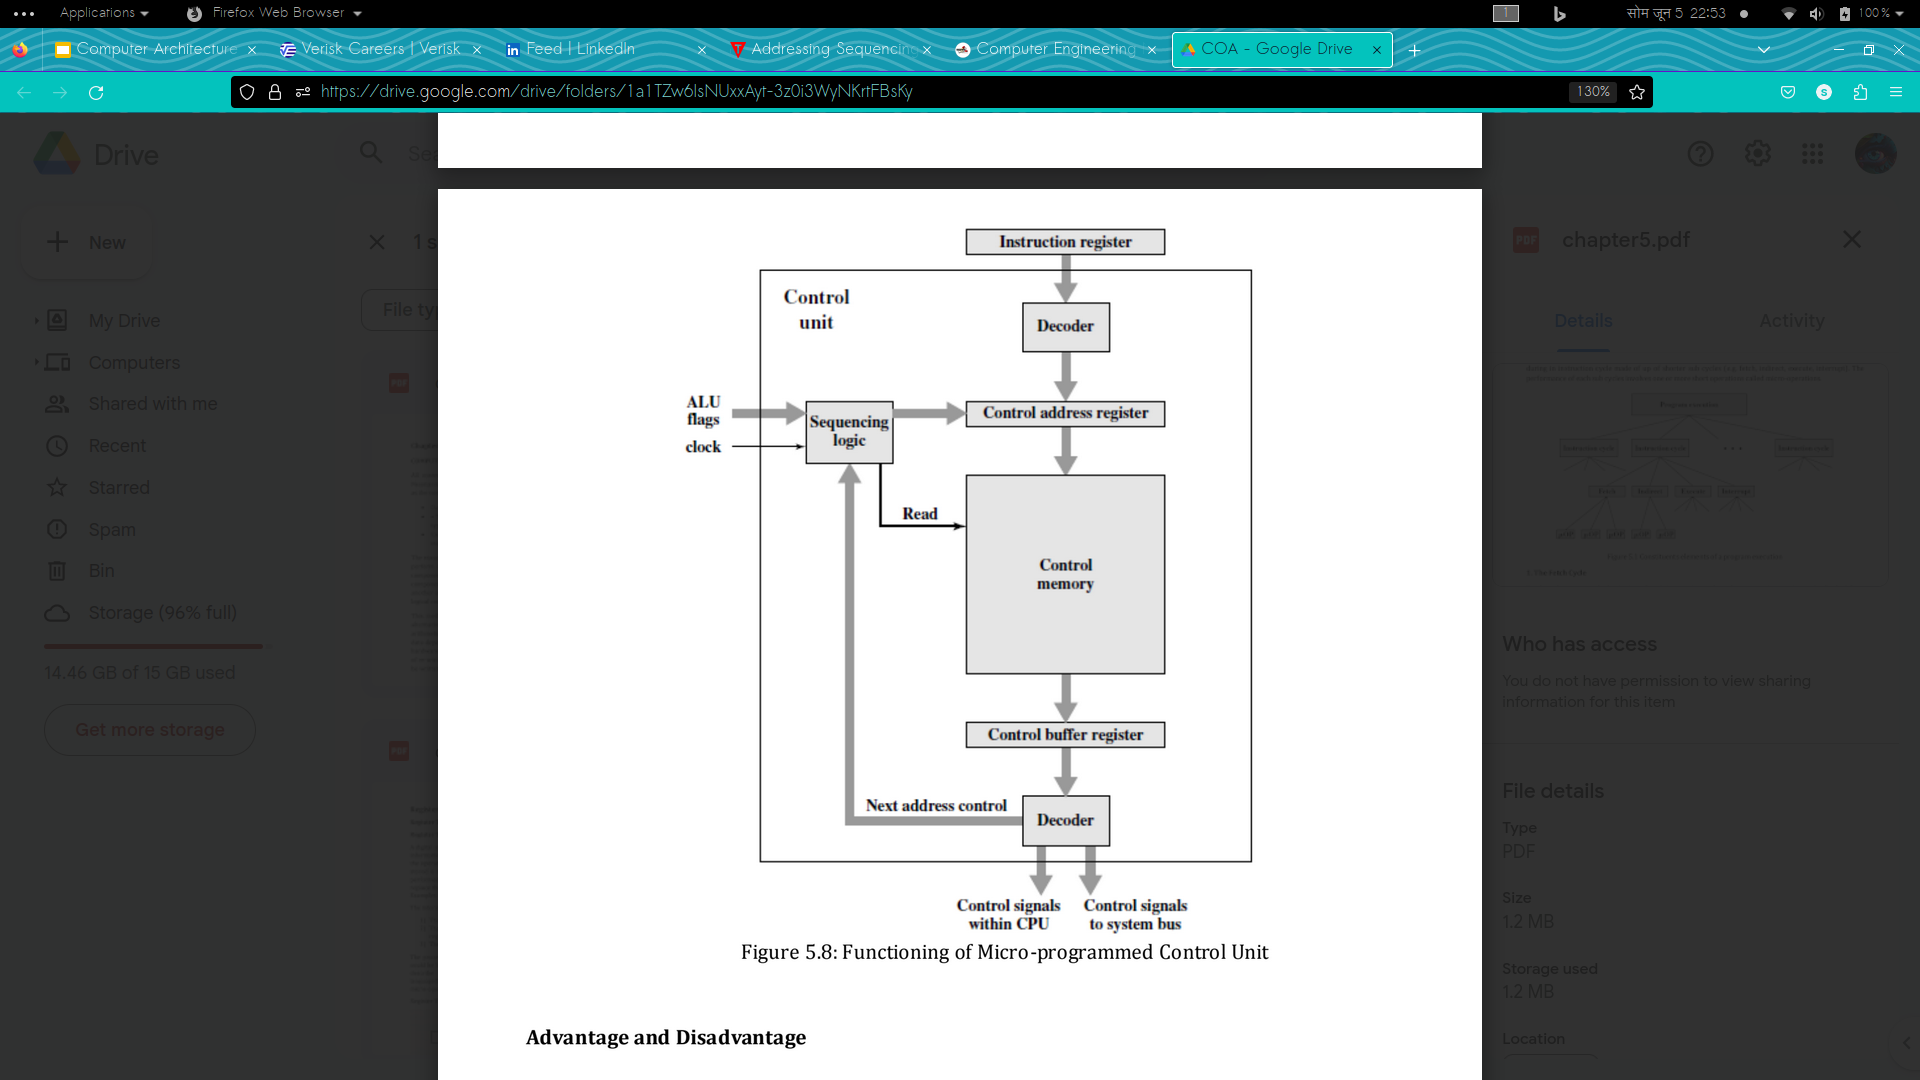 Applications
Firefox Web Browser
1
सोम जून 5 22:53
100%
Computer Architecture
Verisk Careers | Verisk
Feed | LinkedIn
Addressing Sequencing
Computer Engineering
COA - Google Drive
https://drive.google.com/drive/folders/1a1TZw6IsNUxxAyt-3z0i3WyNKrtFBsKy
130%
Drive
New
My Drive
Computers
Shared with me
Recent
Starred
Spam
Bin
Storage (96% full)
14.46 GB of 15 GB used
Get more storage
1 s
File ty
Instruction register
Control
unit
Decoder
ALU
flags
clock
Sequencing
logic
Control address register
Read
Control
memory
Control buffer register
Next address control
Decoder
Control signals
within CPU
Control signals
to system bus
Figure 5.8: Functioning of Micro-programmed Control Unit
Advantage and Disadvantage
PDF
chapter5.pdf
Details
Activity
Who has access
You do not have permission to view sharing
information for this item
File details
Type
PDF
Size
1.2 MB
Storage used
1.2 MB
Location